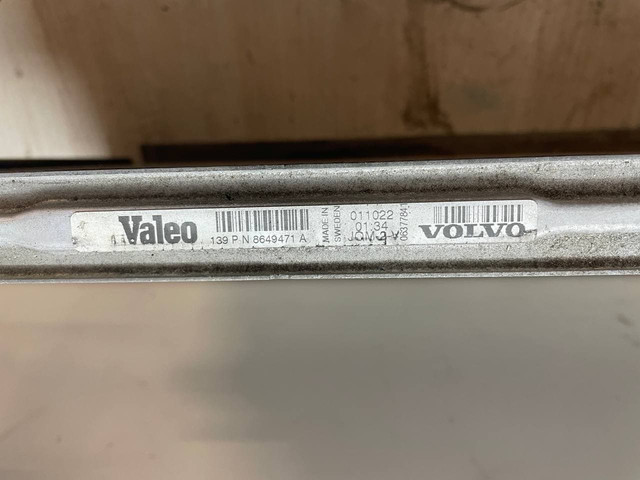 Valeo
139 P N 8649471 A
MADE IN
SWEDEN
011022
01:34
VOLVO